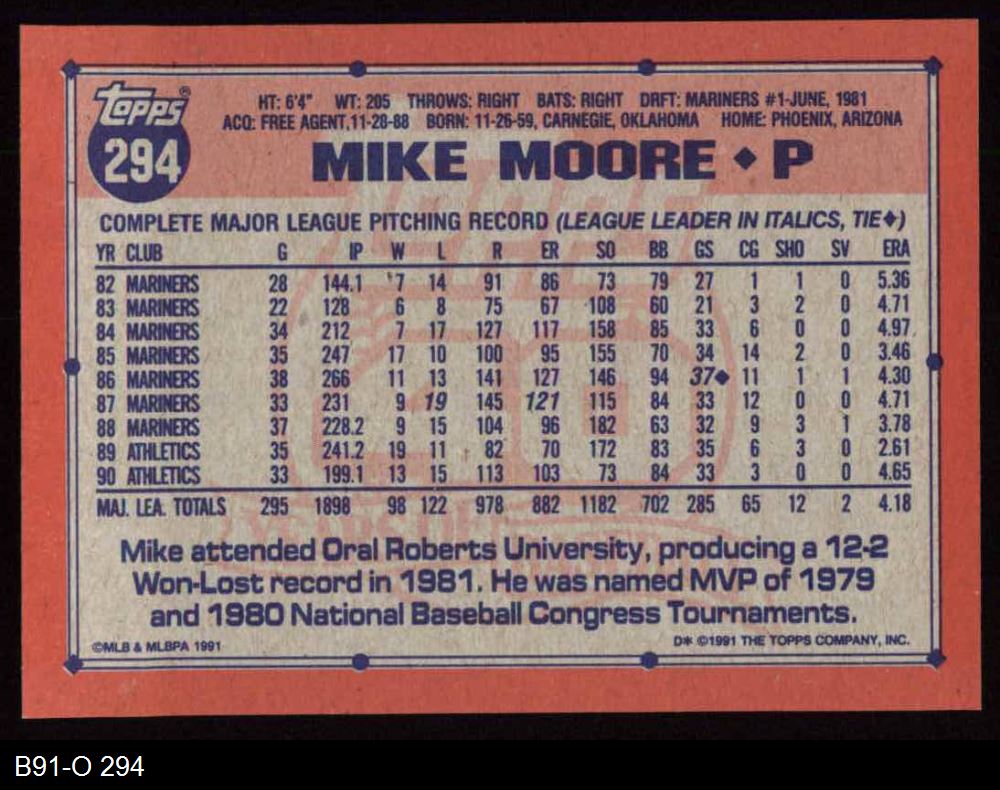 topps®
294
HT: 6'4" WT: 205 THROWS: RIGHT BATS: RIGHT DRFT: MARINERS #1-JUNE, 1981
ACQ: FREE AGENT,11-28-88 BORN: 11-26-59, CARNEGIE, OKLAHOMA HOME: PHOENIX, ARIZONA
MIKE MOORE ◆ P
COMPLETE MAJOR LEAGUE PITCHING RECORD (LEAGUE LEADER IN ITALICS, TIE◆)
YR CLUB G IP W L R ER SO BB GS CG SHO SV ERA
82 MARINERS 28 144.1 7 14 91 86 73 79 27 1 1 0 5.36
83 MARINERS 22 128 6 8 75 67 108 60 21 3 2 0 4.71
84 MARINERS 34 212 7 17 127 117 158 85 33 6 0 0 4.97
85 MARINERS 35 247 17 10 100 95 155 70 34 14 2 0 3.46
86 MARINERS 38 266 11 13 141 127 146 94 37◆ 11 1 1 4.30
87 MARINERS 33 231 9 19 145 121 115 84 33 12 0 0 4.71
88 MARINERS 37 228.2 9 15 104 96 182 63 32 9 3 1 3.78
89 ATHLETICS 35 241.2 19 11 82 70 172 83 35 6 3 0 2.61
90 ATHLETICS 33 199.1 13 15 113 103 73 84 33 3 0 0 4.65
MAJ. LEA. TOTALS 295 1898 98 122 978 882 1182 702 285 65 12 2 4.18
Mike attended Oral Roberts University, producing a 12-2
Won-Lost record in 1981. He was named MVP of 1979
and 1980 National Baseball Congress Tournaments.
©MLB & MLBPA 1991 D* ©1991 THE TOPPS COMPANY, INC.
B91-O 294